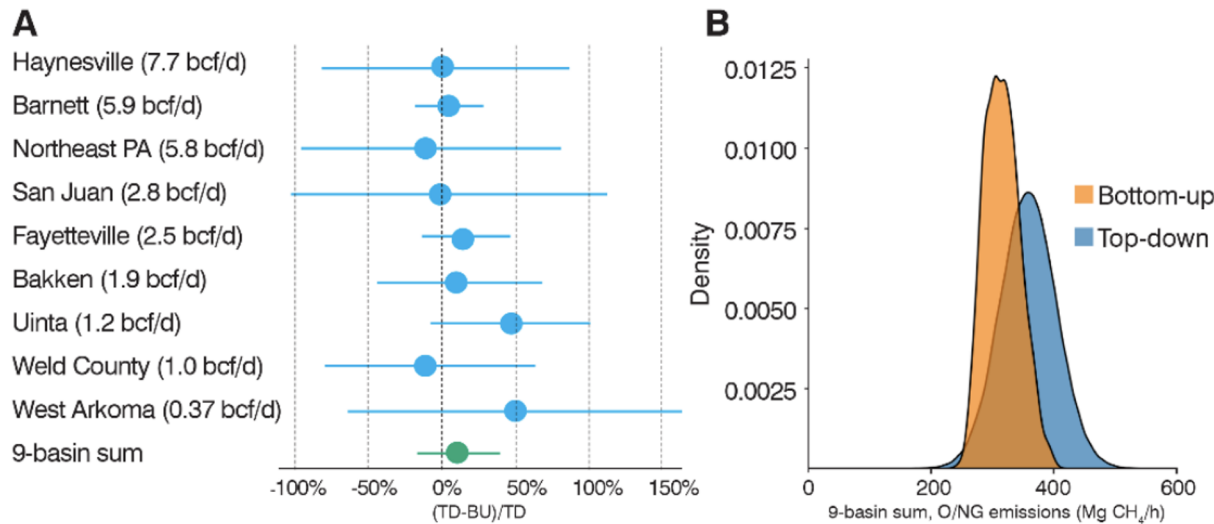 A
Haynesville (7.7 bcf/d)
Barnett (5.9 bcf/d)
Northeast PA (5.8 bcf/d)
San Juan (2.8 bcf/d)
Fayetteville (2.5 bcf/d)
Bakken (1.9 bcf/d)
Uinta (1.2 bcf/d)
Weld County (1.0 bcf/d)
West Arkoma (0.37 bcf/d)
9-basin sum
-100% -50% 0% 50% 100% 150%
(TD-BU)/TD
B
0.0125
0.0100
0.0075
0.0050
0.0025
Density
Bottom-up
Top-down
0 200 400 600
9-basin sum, O/NG emissions (Mg CH₄/h)